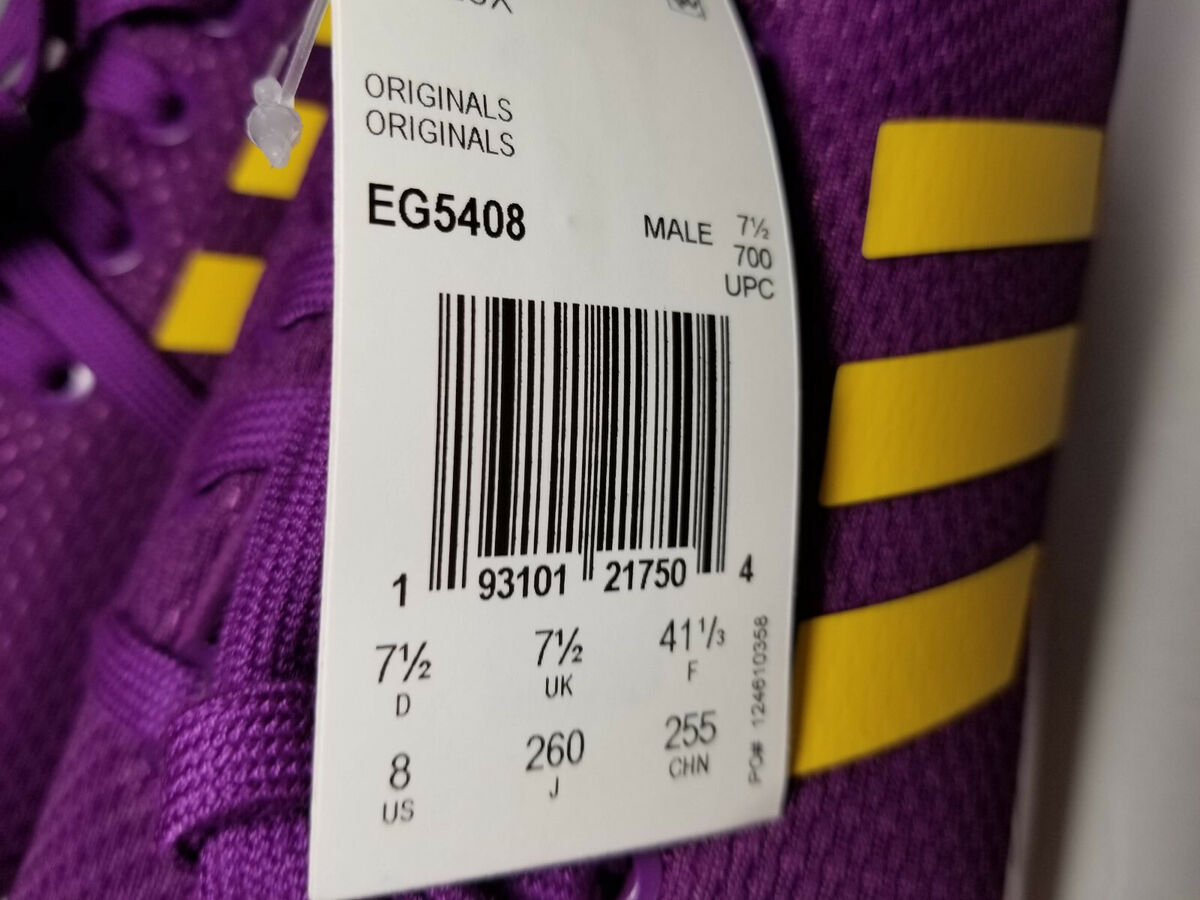 ORIGINALS
ORIGINALS
EG5408
MALE 7½
700
UPC
1 93101 21750 4
7½ 7½ 41⅓
D UK F
8 260 255
US J CHN
PO# 124610358